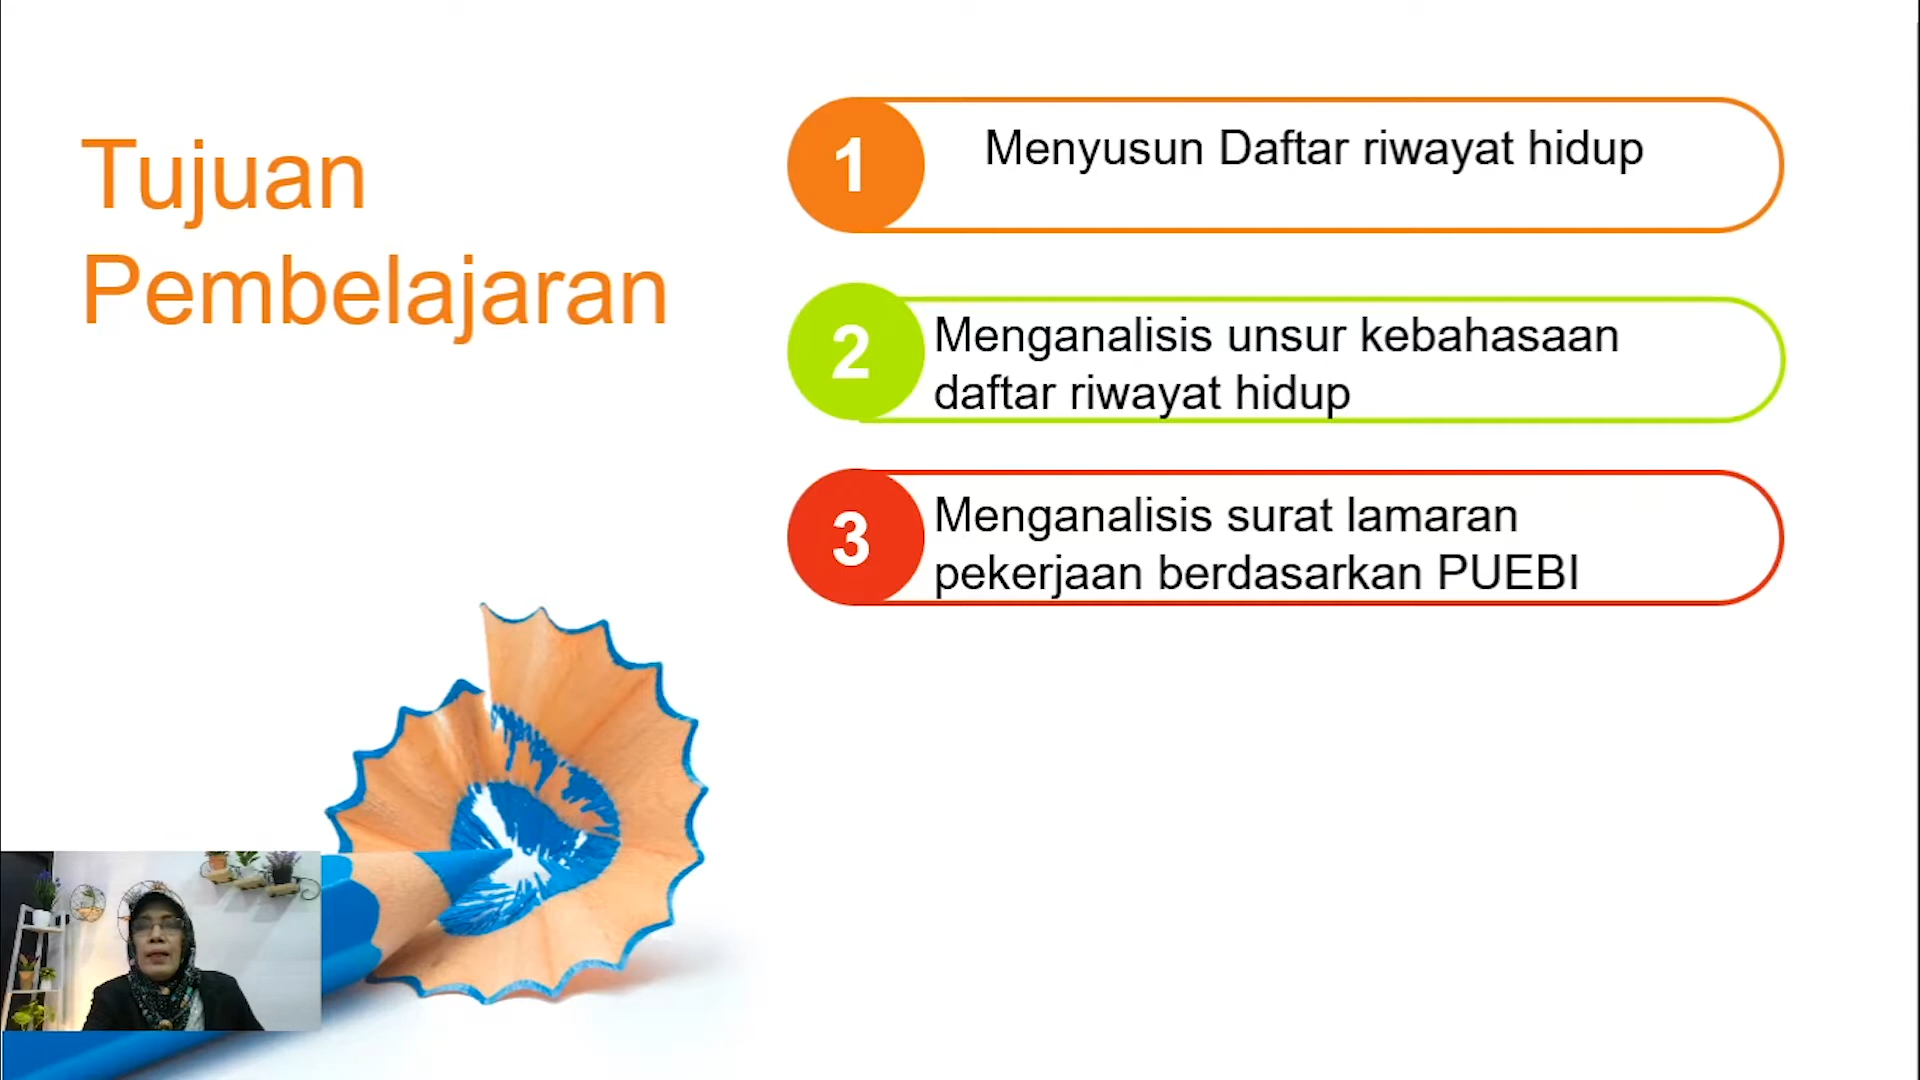 Tujuan
Pembelajaran
1
Menyusun Daftar riwayat hidup
2
Menganalisis unsur kebahasaan
daftar riwayat hidup
3
Menganalisis surat lamaran
pekerjaan berdasarkan PUEBI